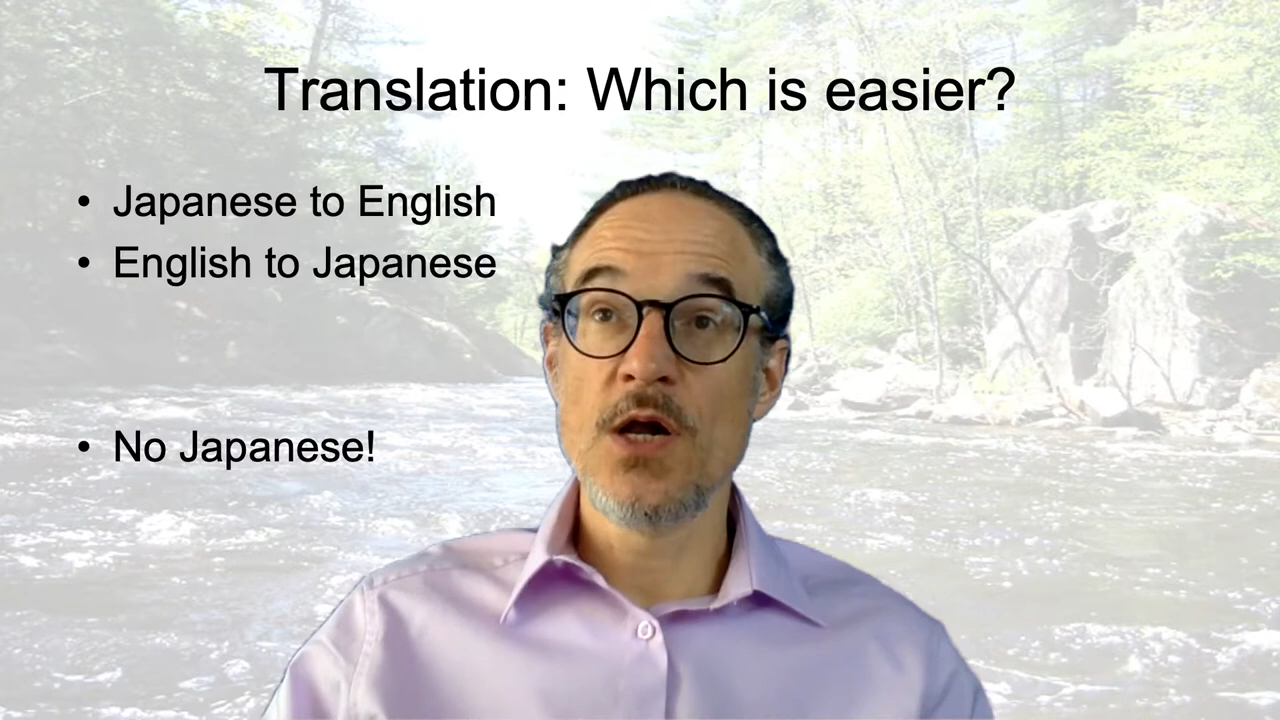 Translation: Which is easier?
• Japanese to English
• English to Japanese
• No Japanese!